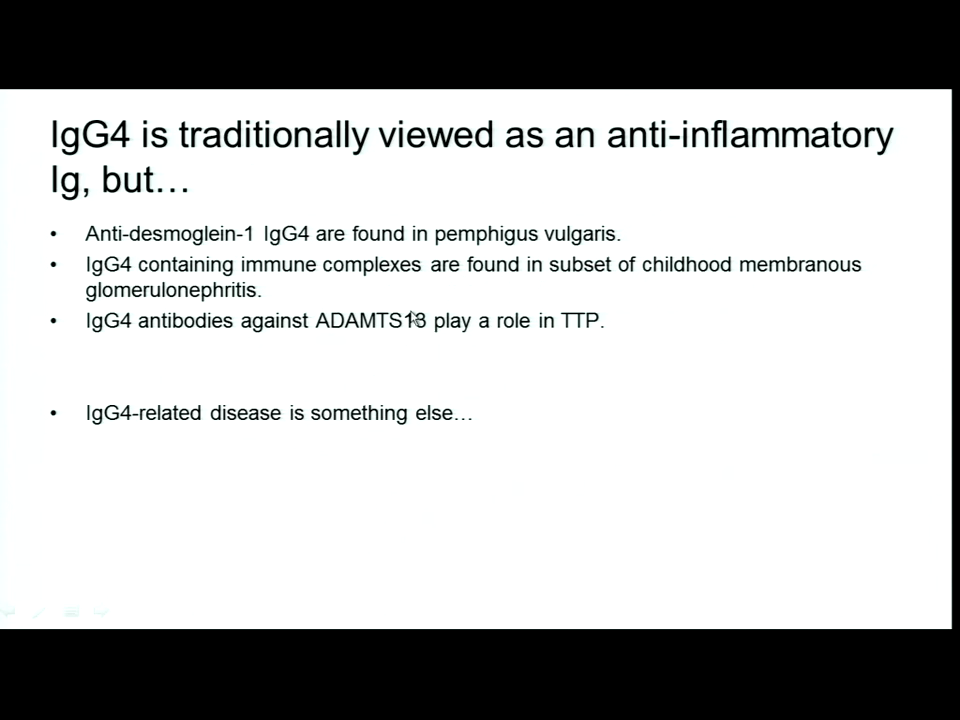 IgG4 is traditionally viewed as an anti-inflammatory
Ig, but…
• Anti-desmoglein-1 IgG4 are found in pemphigus vulgaris.
• IgG4 containing immune complexes are found in subset of childhood membranous
glomerulonephritis.
• IgG4 antibodies against ADAMTS13 play a role in TTP.
• IgG4-related disease is something else…